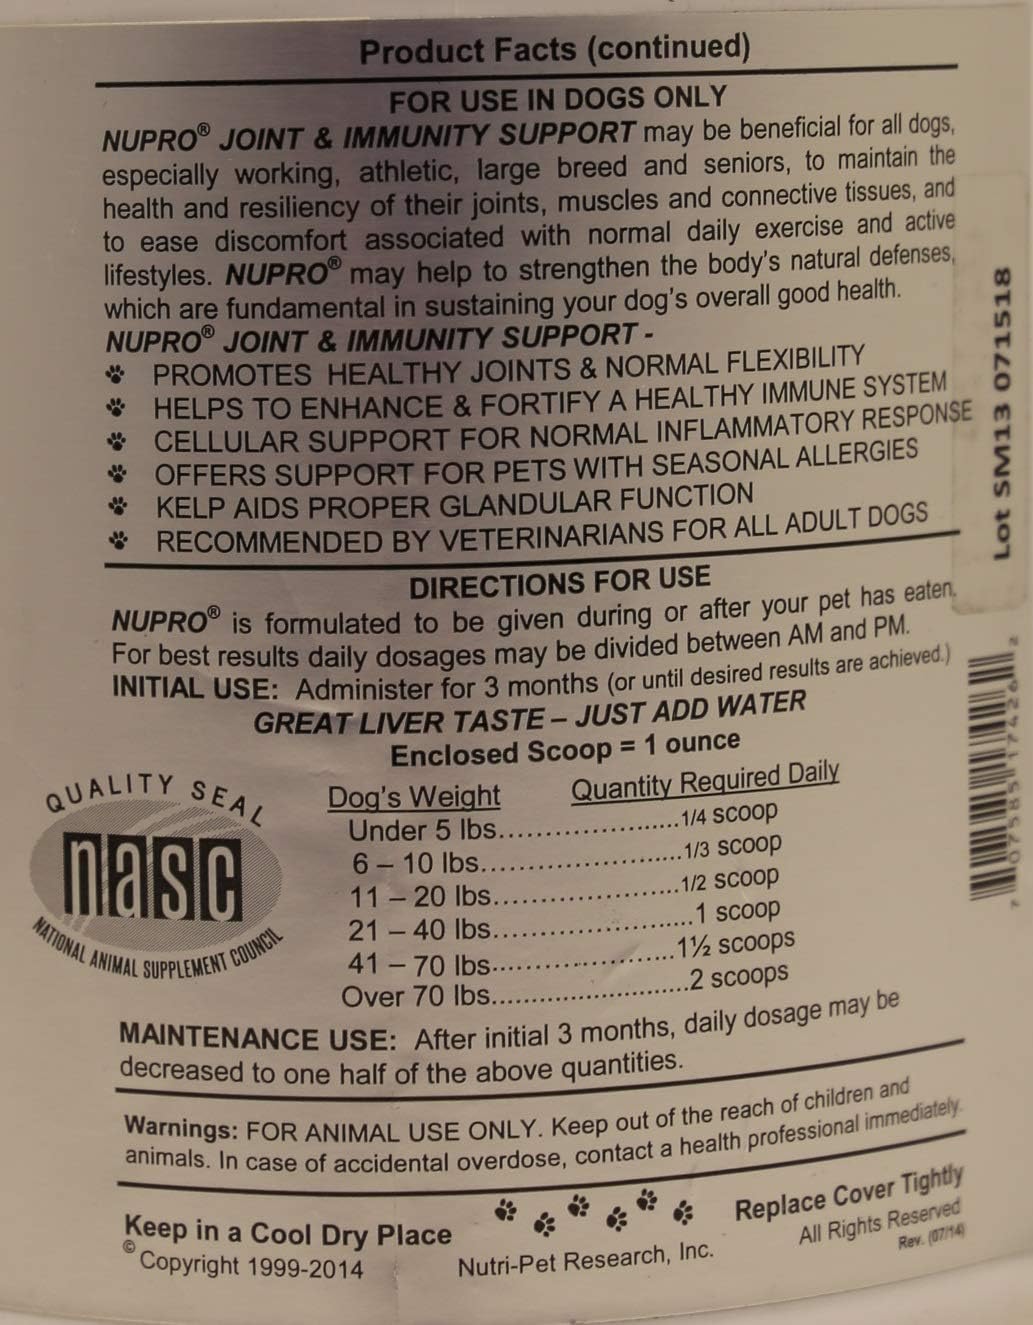 Product Facts (continued)
FOR USE IN DOGS ONLY
NUPRO® JOINT & IMMUNITY SUPPORT may be beneficial for all dogs,
especially working, athletic, large breed and seniors, to maintain the
health and resiliency of their joints, muscles and connective tissues, and
to ease discomfort associated with normal daily exercise and active
lifestyles. NUPRO® may help to strengthen the body's natural defenses,
which are fundamental in sustaining your dog's overall good health.
NUPRO® JOINT & IMMUNITY SUPPORT -
PROMOTES HEALTHY JOINTS & NORMAL FLEXIBILITY
HELPS TO ENHANCE & FORTIFY A HEALTHY IMMUNE SYSTEM
CELLULAR SUPPORT FOR NORMAL INFLAMMATORY RESPONSE
OFFERS SUPPORT FOR PETS WITH SEASONAL ALLERGIES
KELP AIDS PROPER GLANDULAR FUNCTION
RECOMMENDED BY VETERINARIANS FOR ALL ADULT DOGS
Lot SM13 071518
DIRECTIONS FOR USE
NUPRO® is formulated to be given during or after your pet has eaten.
For best results daily dosages may be divided between AM and PM.
INITIAL USE: Administer for 3 months (or until desired results are achieved.)
GREAT LIVER TASTE – JUST ADD WATER
Enclosed Scoop = 1 ounce
Dog's Weight Quantity Required Daily
Under 5 lbs. 1/4 scoop
6 – 10 lbs. 1/3 scoop
11 – 20 lbs. 1/2 scoop
21 – 40 lbs. 1 scoop
41 – 70 lbs. 1½ scoops
Over 70 lbs. 2 scoops
QUALITY SEAL
nasc
NATIONAL ANIMAL SUPPLEMENT COUNCIL
7 07585 17426 2
MAINTENANCE USE: After initial 3 months, daily dosage may be
decreased to one half of the above quantities.
Warnings: FOR ANIMAL USE ONLY. Keep out of the reach of children and
animals. In case of accidental overdose, contact a health professional immediately.
Keep in a Cool Dry Place Replace Cover Tightly
© Copyright 1999-2014 Nutri-Pet Research, Inc. All Rights Reserved
Rev. (07/14)